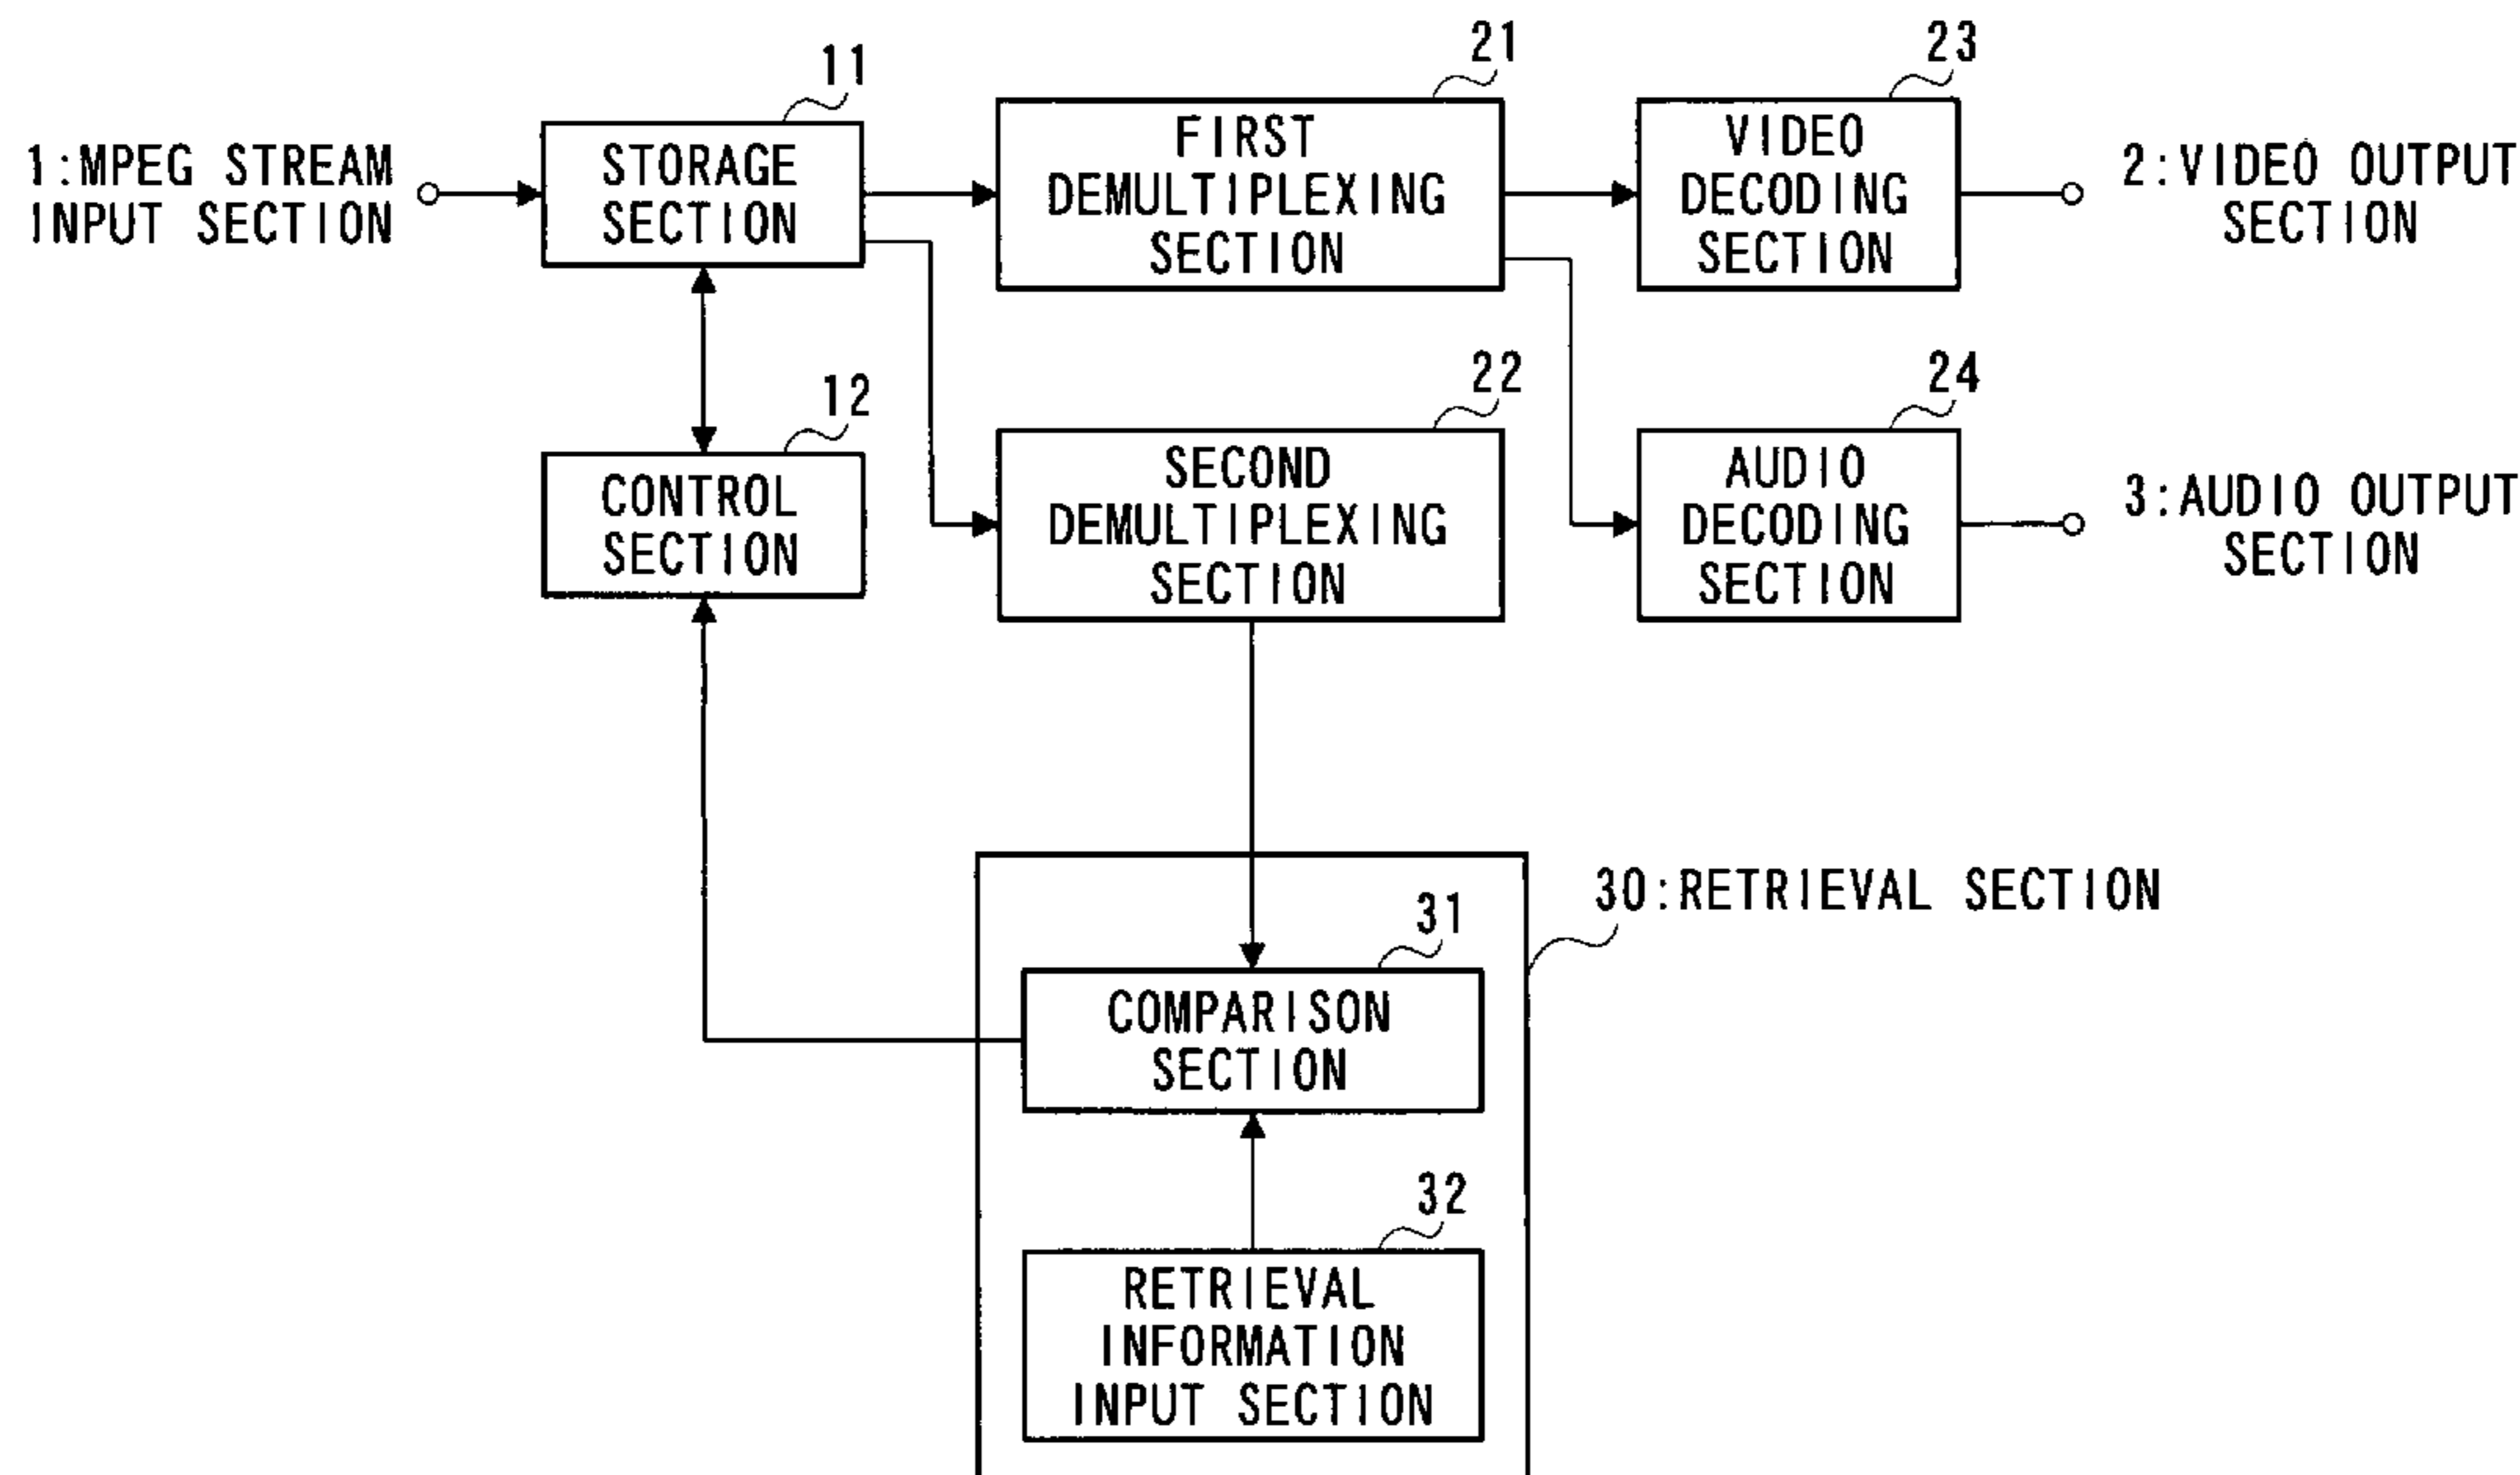 11
21
23
1:MPEG STREAM
INPUT SECTION
STORAGE
SECTION
FIRST
DEMULTIPLEXING
SECTION
VIDEO
DECODING
SECTION
2:VIDEO OUTPUT
SECTION
12
22
24
CONTROL
SECTION
SECOND
DEMULTIPLEXING
SECTION
AUDIO
DECODING
SECTION
3:AUDIO OUTPUT
SECTION
30:RETRIEVAL SECTION
31
COMPARISON
SECTION
32
RETRIEVAL
INFORMATION
INPUT SECTION